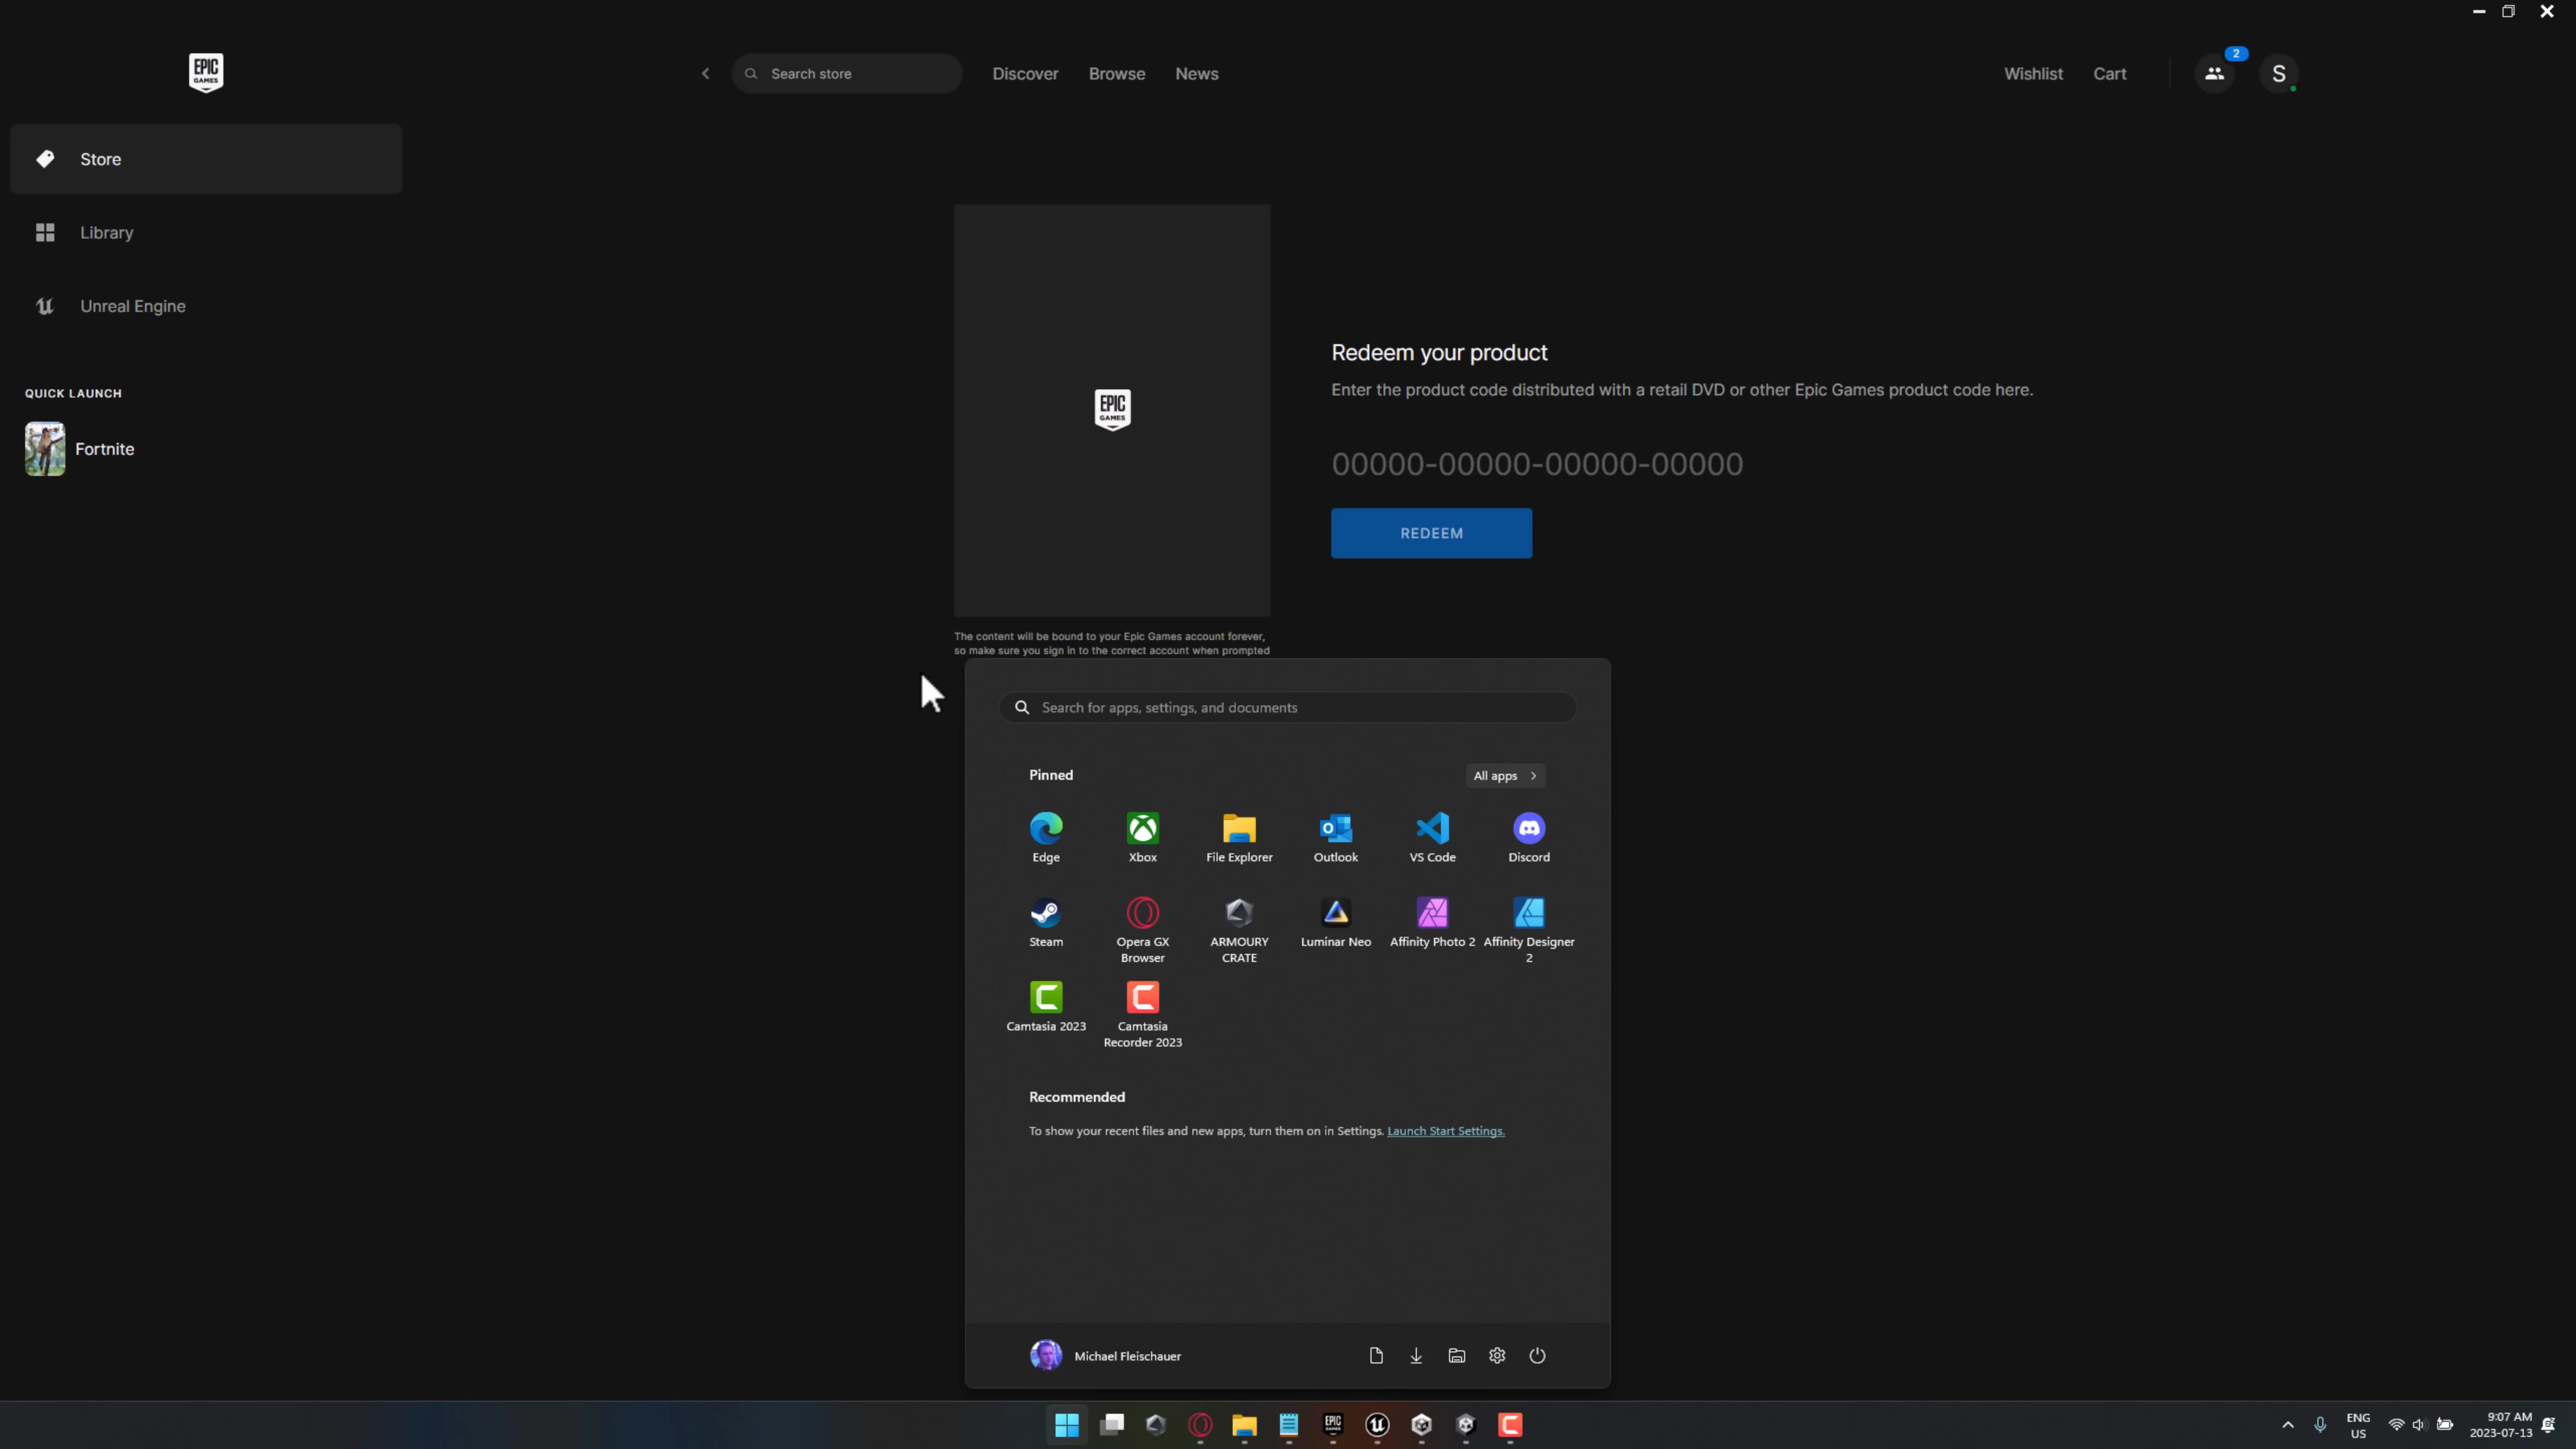 EPIC GAMES
Search store
Discover
Browse
News
Wishlist
Cart
2
S
Store
Library
Unreal Engine
QUICK LAUNCH
Fortnite
EPIC GAMES
Redeem your product
Enter the product code distributed with a retail DVD or other Epic Games product code here.
00000-00000-00000-00000
REDEEM
The content will be bound to your Epic Games account forever,
so make sure you sign in to the correct account when prompted
Search for apps, settings, and documents
Pinned
All apps
Edge
Xbox
File Explorer
Outlook
VS Code
Discord
Steam
Opera GX
Browser
ARMOURY
CRATE
Luminar Neo
Affinity Photo 2
Affinity Designer
2
Camtasia 2023
Camtasia
Recorder 2023
Recommended
To show your recent files and new apps, turn them on in Settings. Launch Start Settings.
Michael Fleischauer
EPIC GAMES
ENG
US
9:07 AM
2023-07-13